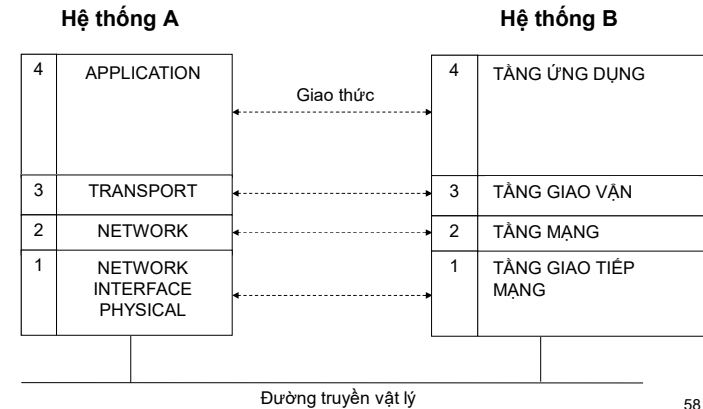 Hệ thống A
Hệ thống B
4 APPLICATION
Giao thức
4 TẦNG ỨNG DỤNG
3 TRANSPORT
3 TẦNG GIAO VẬN
2 NETWORK
2 TẦNG MẠNG
1 NETWORK
INTERFACE
PHYSICAL
1 TẦNG GIAO TIẾP
MẠNG
Đường truyền vật lý
58